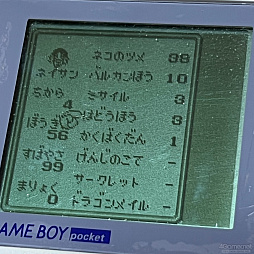 ネコのツメ 38
ネイサン バルカンほう 10
ちから ミサイル 3
4 はどうほう 3
ぼうぎょ かくばくだん 1
56
すばやさ げんじのこて -
99
まりょく サークレット -
0 ドラゴンメイル -
GAME BOY pocket